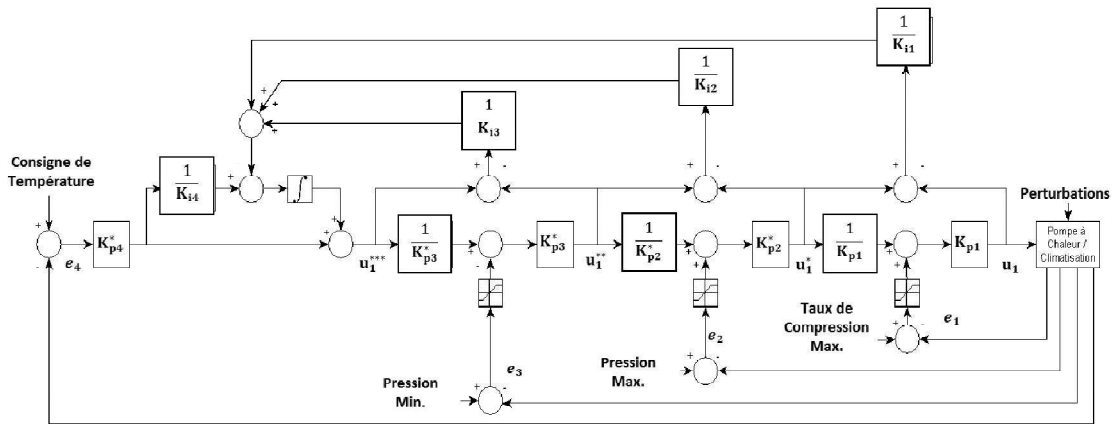 1
K_i1
1
K_i2
1
K_i3
+
+
+
-
-
-
+
+
+
Consigne de
Température
1
K_i4
+
+
Perturbations
+
-
e_4
K*_p4
+
+
u_1***
1
K*_p3
+
-
K*_p3
u_1**
1
K*_p2
+
+
K*_p2
u_1*
1
K_p1
+
+
K_p1
u_1
Pompe à
Chaleur /
Climatisation
Taux de
Compression
Max.
+
-
e_1
Pression
Max.
+
-
e_2
Pression
Min.
+
-
e_3